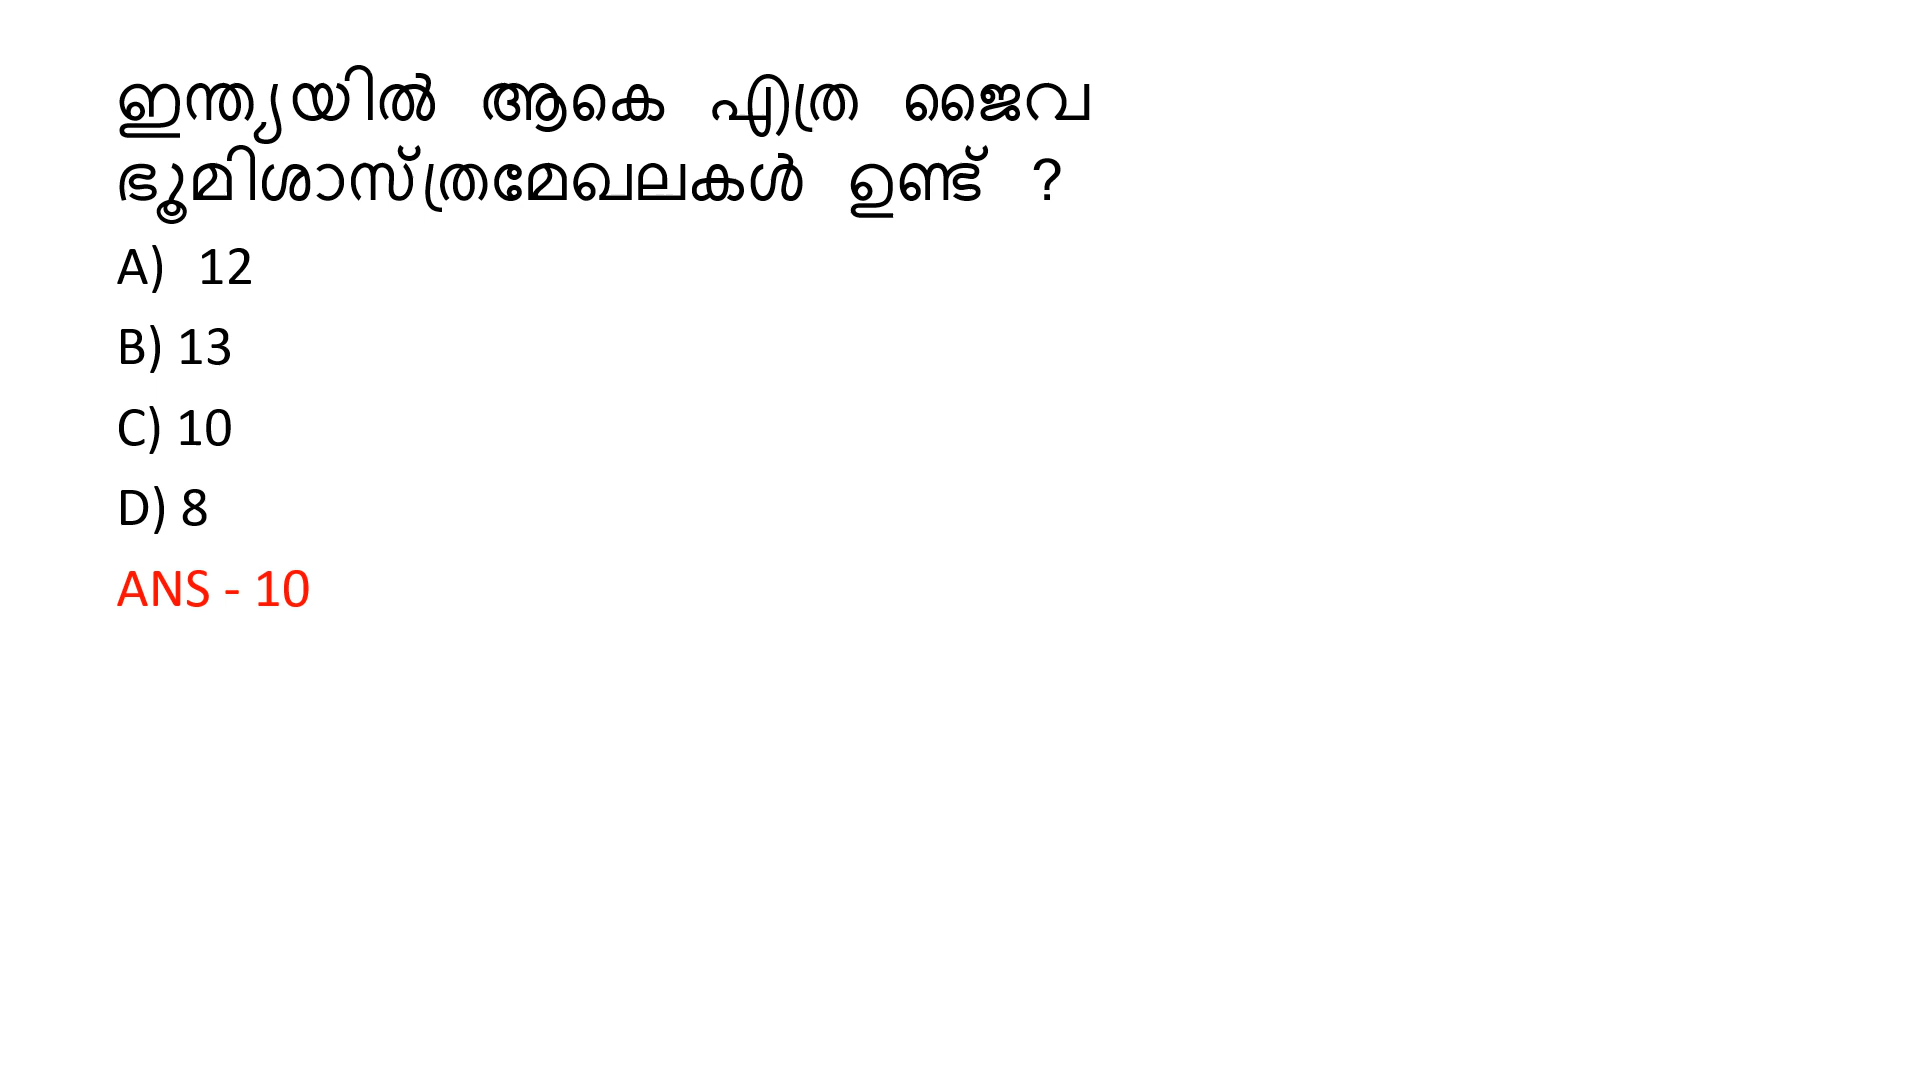 ഇന്ത്യയിൽ ആകെ എത്ര ജൈവ
ഭൂമിശാസ്ത്രമേഖലകൾ ഉണ്ട് ?
A) 12
B) 13
C) 10
D) 8
ANS - 10